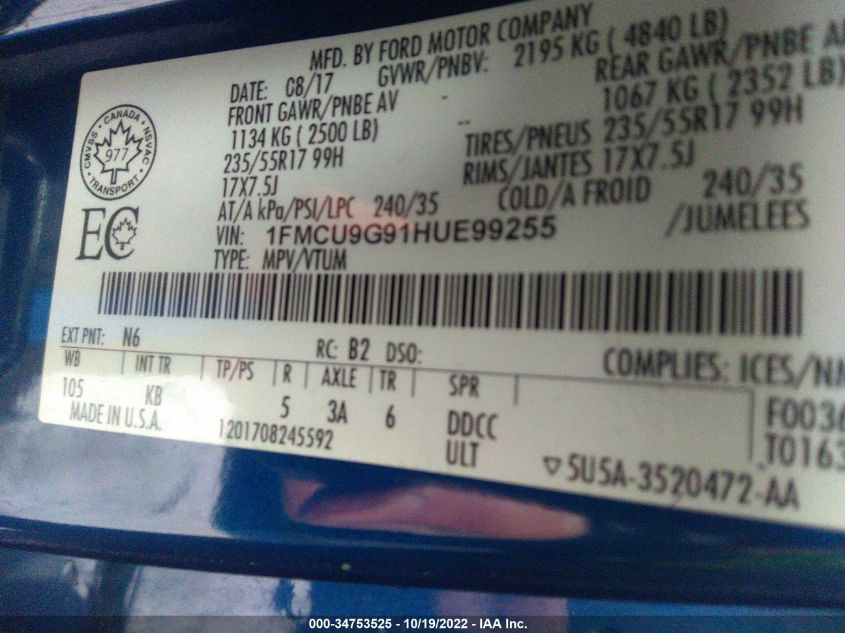 MFD. BY FORD MOTOR COMPANY
DATE: 08/17 GVWR/PNBV: 2195 KG ( 4840 LB)
FRONT GAWR/PNBE AV - REAR GAWR/PNBE
1134 KG ( 2500 LB) -- 1067 KG ( 2352 LB)
235/55R17 99H TIRES/PNEUS 235/55R17 99H
17X7.5J RIMS/JANTES 17X7.5J
AT/A kPa/PSI/LPC 240/35 COLD/A FROID 240/35
VIN: 1FMCU9G91HUE99255 /JUMELEES
TYPE: MPV/VTUM
CMVSS · CANADA · NSVAC
977
TRANSPORT
EC
EXT PNT: N6 RC: B2 DSO: COMPLIES: ICES/
WB INT TR TP/PS R AXLE TR SPR
105 KB 5 3A 6 DDCC F0036
MADE IN U.S.A. 1201708245592 ULT T0163
▽5U5A-3520472-AA
000-34753525 - 10/19/2022 - IAA Inc.